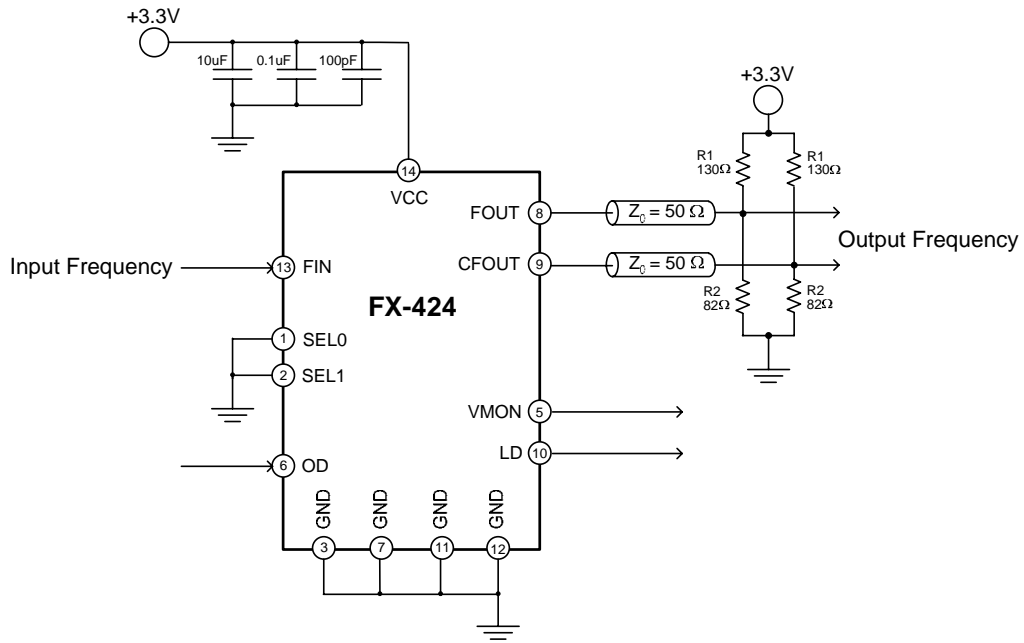 +3.3V
10uF
0.1uF
100pF
+3.3V
R1
130Ω
R1
130Ω
14
VCC
FOUT
8
Z0 = 50 Ω
Output Frequency
Input Frequency
13
FIN
CFOUT
9
Z0 = 50 Ω
R2
82Ω
R2
82Ω
FX-424
1
SEL0
2
SEL1
VMON
5
LD
10
6
OD
GND
GND
GND
GND
3
7
11
12